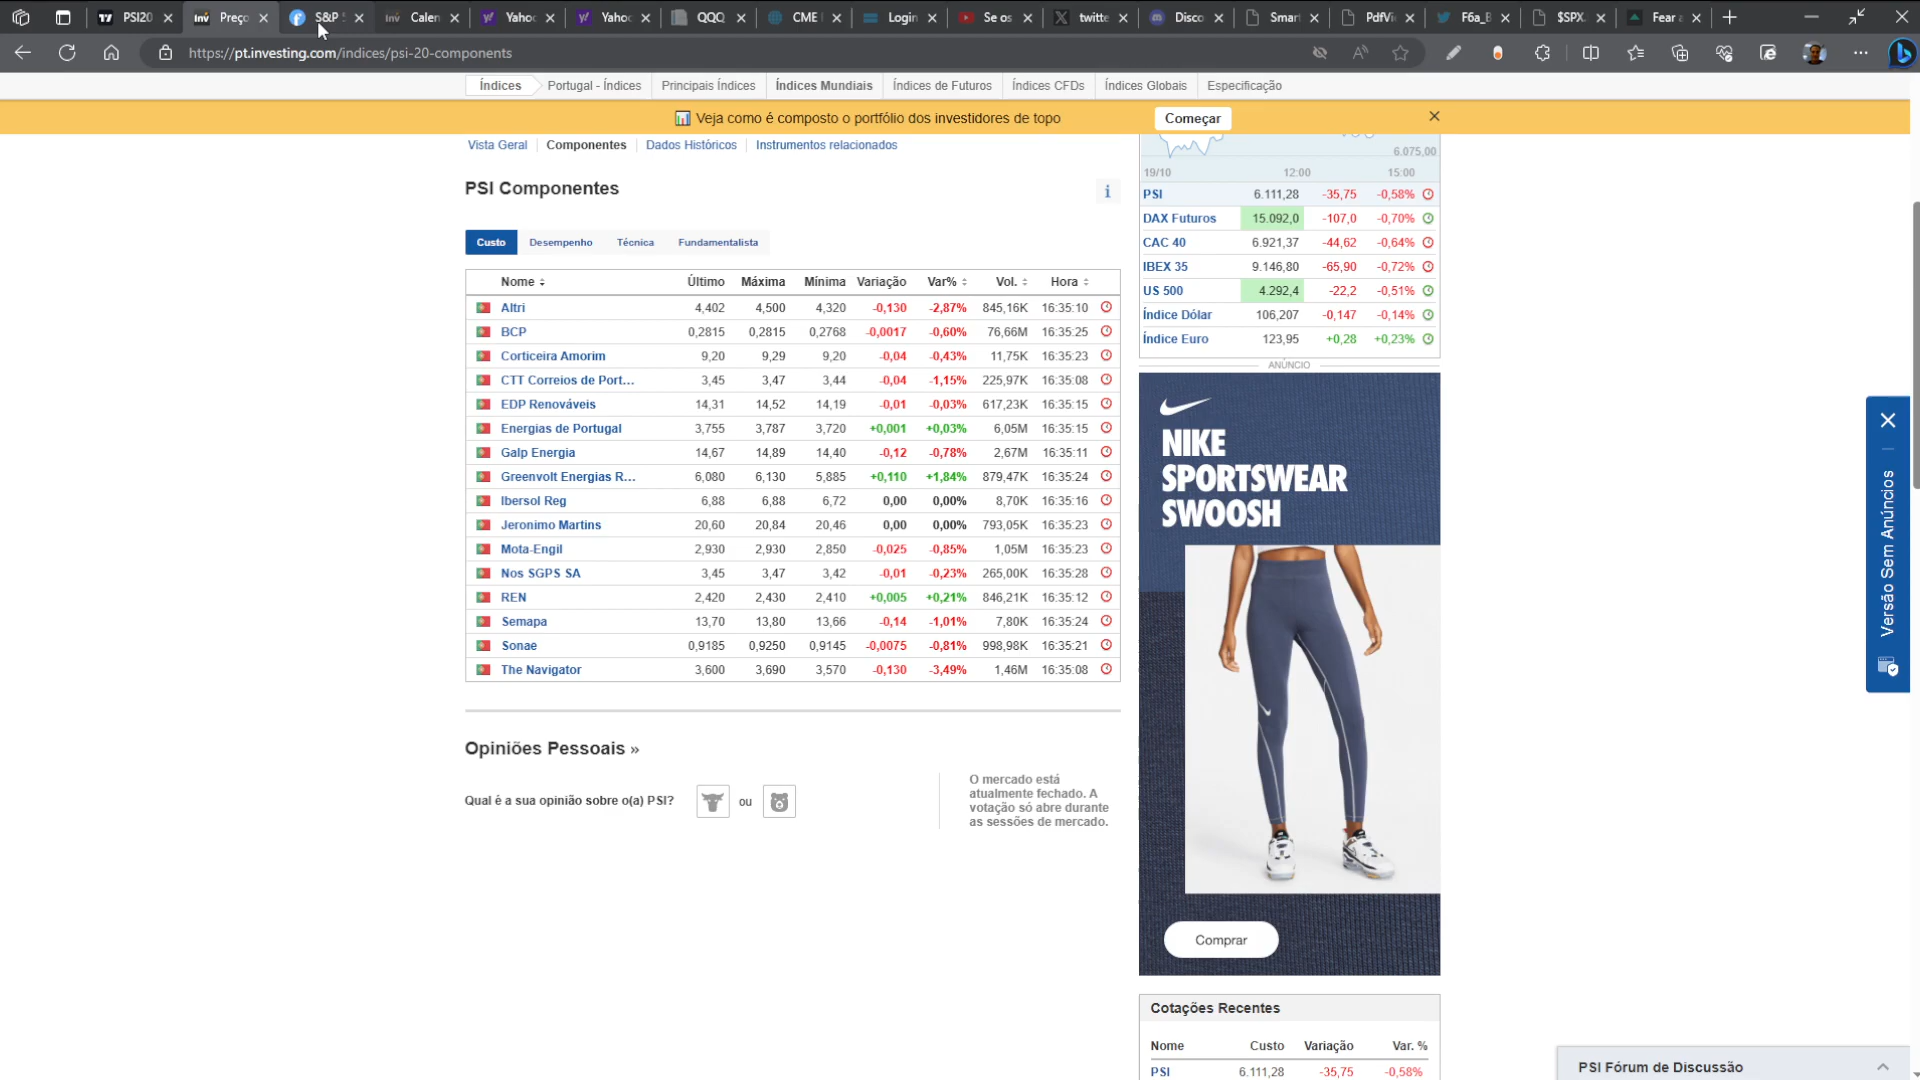 PSI20
Preço
S&P
Calen
Yaho
Yaho
QQQ
CME
Login
Se os
twitte
Disco
Smar
PdfVi
F6a_E
$SPX
Fear a
https://pt.investing.com/indices/psi-20-components
Índices Portugal - Índices Principais Índices Índices Mundiais Índices de Futuros Índices CFDs Índices Globais Especificação
Veja como é composto o portfólio dos investidores de topo Começar
Vista Geral Componentes Dados Históricos Instrumentos relacionados
PSI Componentes
Custo Desempenho Técnica Fundamentalista
Nome Último Máxima Mínima Variação Var% Vol. Hora
Altri 4,402 4,500 4,320 -0,130 -2,87% 845,16K 16:35:10
BCP 0,2815 0,2815 0,2768 -0,0017 -0,60% 76,66M 16:35:25
Corticeira Amorim 9,20 9,29 9,20 -0,04 -0,43% 11,75K 16:35:23
CTT Correios de Port... 3,45 3,47 3,44 -0,04 -1,15% 225,97K 16:35:08
EDP Renováveis 14,31 14,52 14,19 -0,01 -0,03% 617,23K 16:35:15
Energias de Portugal 3,755 3,787 3,720 +0,001 +0,03% 6,05M 16:35:15
Galp Energia 14,67 14,89 14,40 -0,12 -0,78% 2,67M 16:35:11
Greenvolt Energias R... 6,080 6,130 5,885 +0,110 +1,84% 879,47K 16:35:24
Ibersol Reg 6,88 6,88 6,72 0,00 0,00% 8,70K 16:35:16
Jeronimo Martins 20,60 20,84 20,46 0,00 0,00% 793,05K 16:35:23
Mota-Engil 2,930 2,930 2,850 -0,025 -0,85% 1,05M 16:35:23
Nos SGPS SA 3,45 3,47 3,42 -0,01 -0,23% 265,00K 16:35:28
REN 2,420 2,430 2,410 +0,005 +0,21% 846,21K 16:35:12
Semapa 13,70 13,80 13,66 -0,14 -1,01% 7,80K 16:35:24
Sonae 0,9185 0,9250 0,9145 -0,0075 -0,81% 998,98K 16:35:21
The Navigator 3,600 3,690 3,570 -0,130 -3,49% 1,46M 16:35:08
Opiniões Pessoais »
Qual é a sua opinião sobre o(a) PSI? ou
O mercado está
atualmente fechado. A
votação só abre durante
as sessões de mercado.
6.075,00
19/10 12:00 15:00
PSI 6.111,28 -35,75 -0,58%
DAX Futuros 15.092,0 -107,0 -0,70%
CAC 40 6.921,37 -44,62 -0,64%
IBEX 35 9.146,80 -65,90 -0,72%
US 500 4.292,4 -22,2 -0,51%
Índice Dólar 106,207 -0,147 -0,14%
Índice Euro 123,95 +0,28 +0,23%
ANÚNCIO
NIKE
SPORTSWEAR
SWOOSH
Comprar
Cotações Recentes
Nome Custo Variação Var. %
PSI 6.111,28 -35,75 -0,58%
Versão Sem Anúncios
PSI Fórum de Discussão